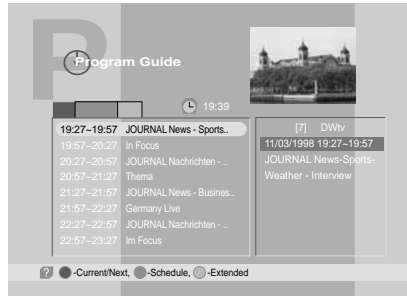 P
Program Guide
19:39
19:27~19:57 JOURNAL News - Sports..
19:57~20:27 In Focus
20:27~20:57 JOURNAL Nachrichten - ..
20:57~21:27 Thema
21:27~21:57 JOURNAL News - Busines..
21:57~22:27 Germany Live
22:27~22:57 JOURNAL Nachrichten - ..
22:57~23:27 Im Focus
[7] DWtv
11/03/1998 19:27~19:57
JOURNAL News-Sports-
Weather - Interview
? -Current/Next, -Schedule, -Extended